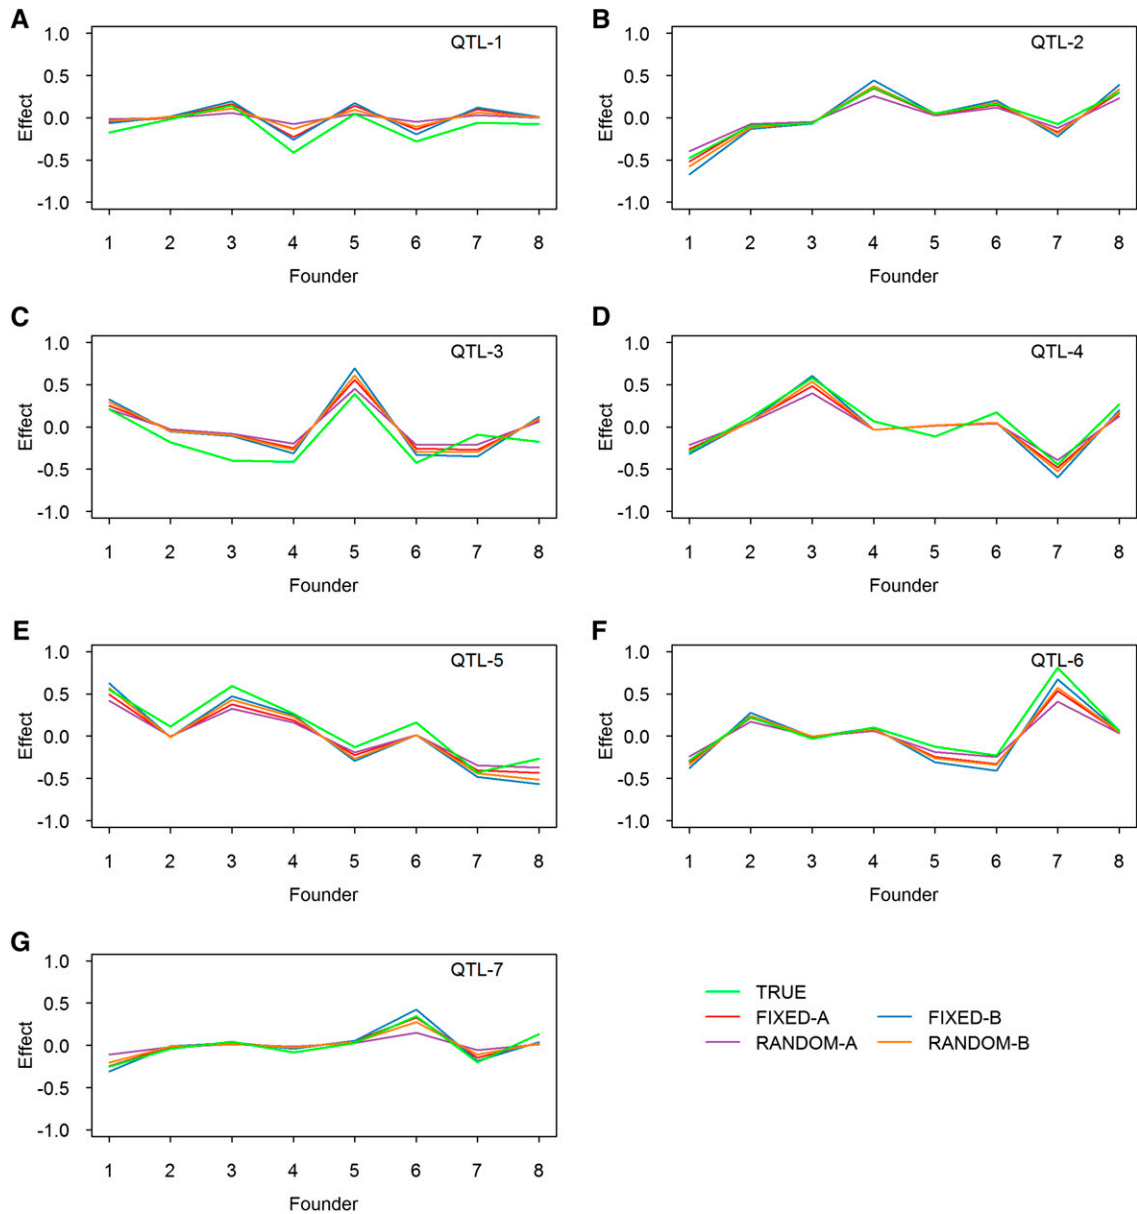 A
QTL-1
1.0
0.5
0.0
-0.5
-1.0
Effect
1 2 3 4 5 6 7 8
Founder
B
QTL-2
1.0
0.5
0.0
-0.5
-1.0
Effect
1 2 3 4 5 6 7 8
Founder
C
QTL-3
1.0
0.5
0.0
-0.5
-1.0
Effect
1 2 3 4 5 6 7 8
Founder
D
QTL-4
1.0
0.5
0.0
-0.5
-1.0
Effect
1 2 3 4 5 6 7 8
Founder
E
QTL-5
1.0
0.5
0.0
-0.5
-1.0
Effect
1 2 3 4 5 6 7 8
Founder
F
QTL-6
1.0
0.5
0.0
-0.5
-1.0
Effect
1 2 3 4 5 6 7 8
Founder
G
QTL-7
1.0
0.5
0.0
-0.5
-1.0
Effect
1 2 3 4 5 6 7 8
Founder
TRUE
FIXED-A FIXED-B
RANDOM-A RANDOM-B